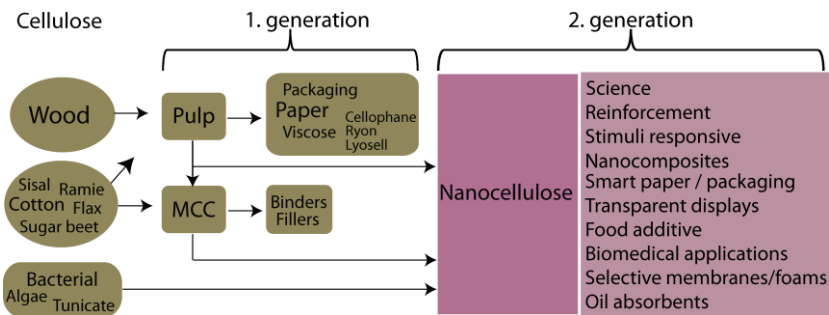 Cellulose
1. generation
2. generation
Wood
Pulp
Packaging
Paper
Cellophane
Viscose
Ryon
Lyosell
Sisal
Ramie
Cotton
Flax
Sugar beet
MCC
Binders
Fillers
Bacterial
Algae
Tunicate
Nanocellulose
Science
Reinforcement
Stimuli responsive
Nanocomposites
Smart paper / packaging
Transparent displays
Food additive
Biomedical applications
Selective membranes/foams
Oil absorbents